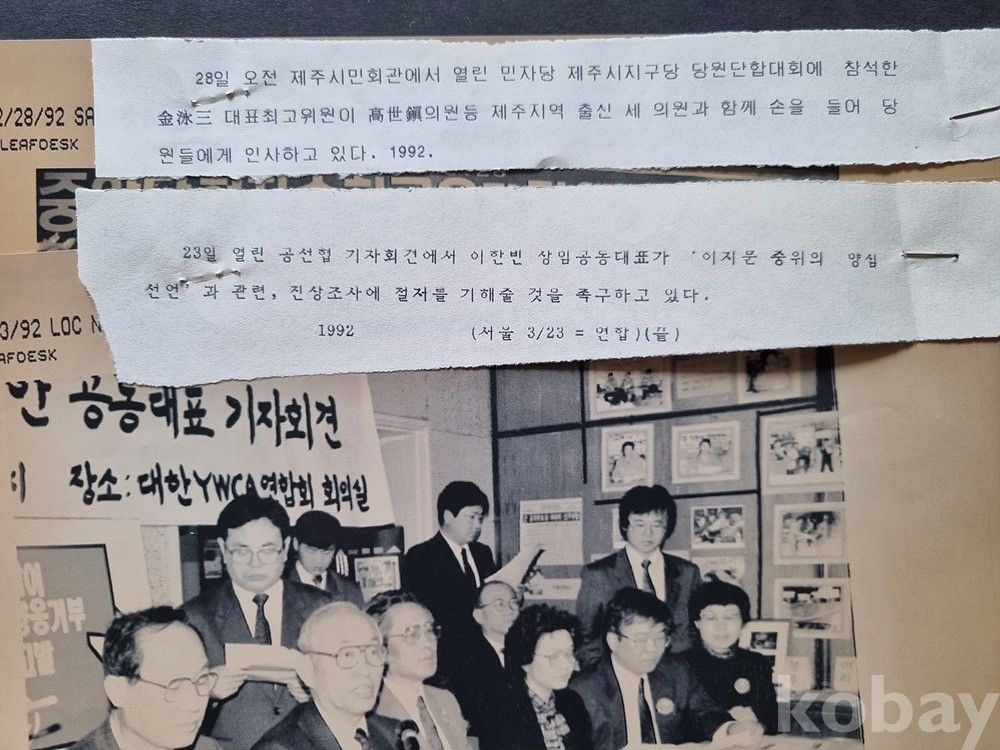 28일 오전 제주시민회관에서 열린 민자당 제주시지구당 당원단합대회에 참석한
金泳三 대표최고위원이 高世鎭의원등 제주지역 출신 세 의원과 함께 손을 들어 당
원들에게 인사하고 있다. 1992.
2/28/92 SA
LEAFDESK
중
23일 열린 공선협 기자회견에서 이한빈 상임공동대표가 '이지문 중위의 양심
선언'과 관련, 진상조사에 절저를 기해줄 것을 촉구하고 있다.
1992 (서울 3/23 = 연합)(끝)
3/92 LOC N
AFDESK
공동대표 기자회견
장소: 대한YWCA연합회 회의실
kobay